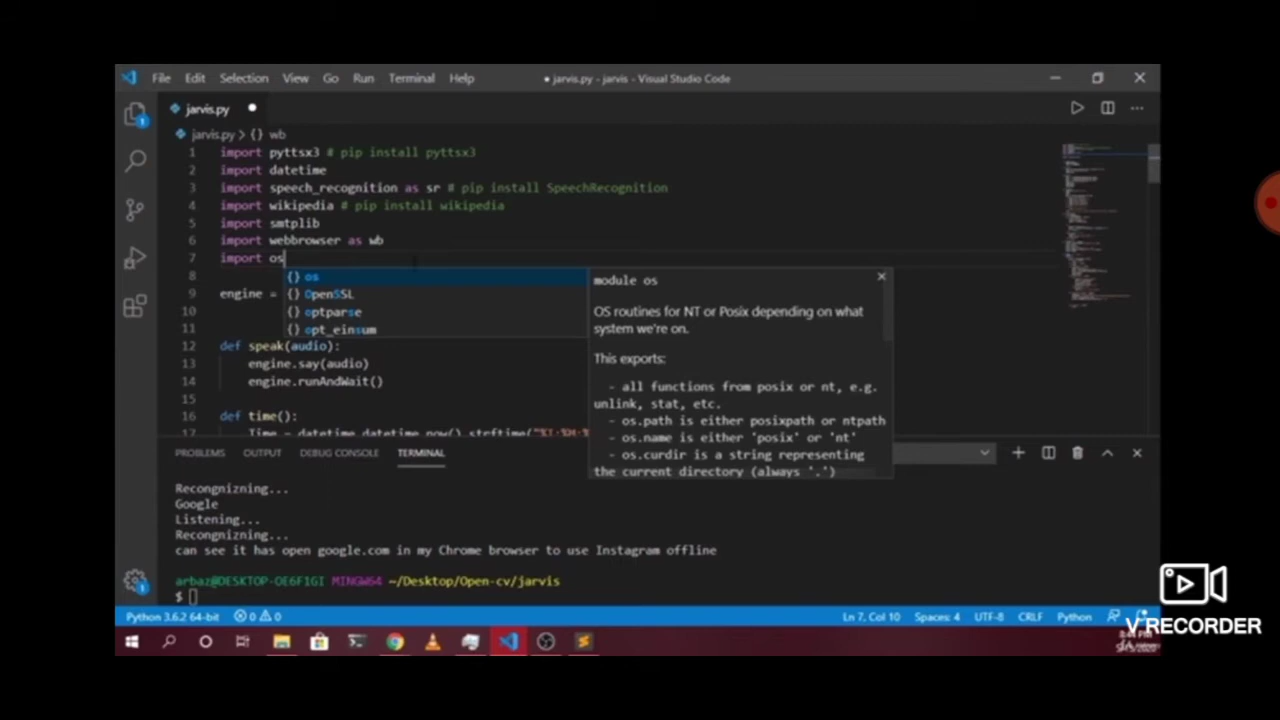 File Edit Selection View Go Run Terminal Help
● jarvis.py - jarvis - Visual Studio Code
jarvis.py ●
jarvis.py > {} wb
1 import pyttsx3 # pip install pyttsx3
2 import datetime
3 import speech_recognition as sr # pip install SpeechRecognition
4 import wikipedia # pip install wikipedia
5 import smtplib
6 import webbrowser as wb
7 import os
8
9 engine =
10
11
12 def speak(audio):
13 engine.say(audio)
14 engine.runAndWait()
15
16 def time():
17 Time = datetime.datetime.now().strftime(
{} os
{} OpenSSL
{} optparse
{} opt_einsum
module os
OS routines for NT or Posix depending on what
system we're on.
This exports:
- all functions from posix or nt, e.g.
unlink, stat, etc.
- os.path is either posixpath or ntpath
- os.name is either 'posix' or 'nt'
- os.curdir is a string representing
the current directory (always '.')
PROBLEMS OUTPUT DEBUG CONSOLE TERMINAL
Recongnizning...
Google
Listening...
Recongnizning...
can see it has open google.com in my Chrome browser to use Instagram offline
arbaz@DESKTOP-OE6F1GI MINGW64 ~/Desktop/Open-cv/jarvis
$
Python 3.6.2 64-bit 0 0 Ln 7, Col 10 Spaces: 4 UTF-8 CRLF Python
V RECORDER